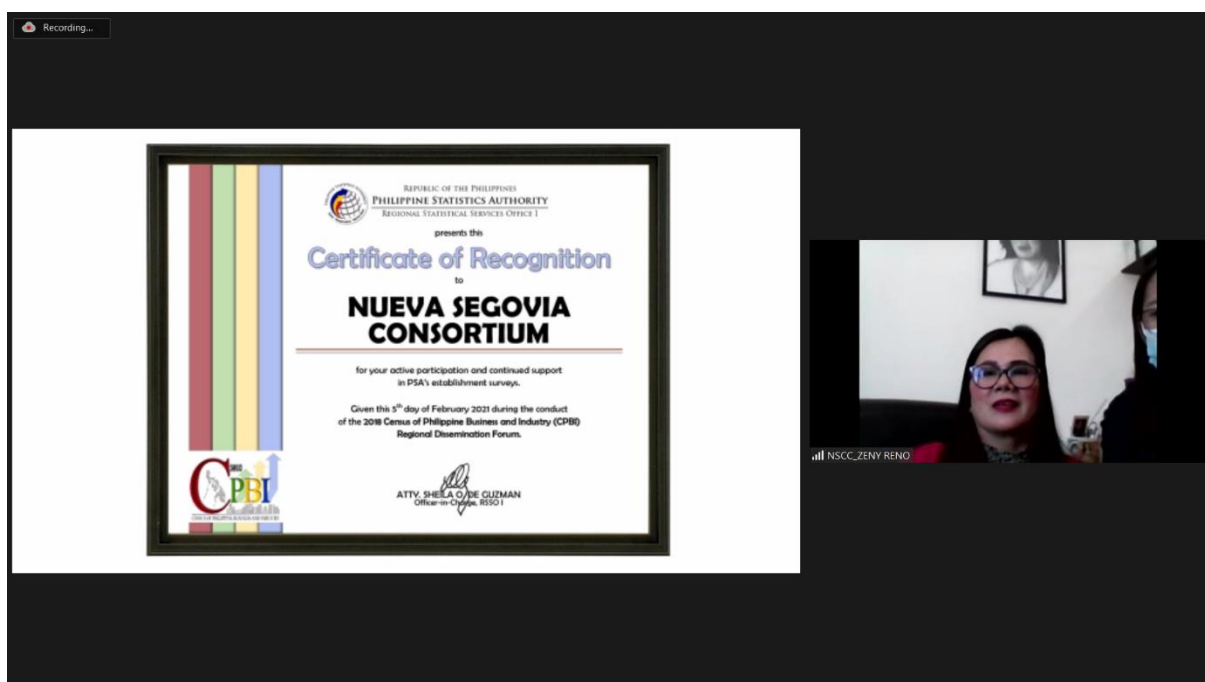 Recording...
REPUBLIC OF THE PHILIPPINES
PHILIPPINE STATISTICS AUTHORITY
REGIONAL STATISTICAL SERVICES OFFICE I
presents this
Certificate of Recognition
to
NUEVA SEGOVIA
CONSORTIUM
for your active participation and continued support
in PSA's establishment surveys.
Given this 5th day of February 2021 during the conduct
of the 2018 Census of Philippine Business and Industry (CPBI)
Regional Dissemination Forum.
ATTY. SHEILA O. DE GUZMAN
Officer-in-Charge, RSSO I
CPBI
NSCC_ZENY RENO